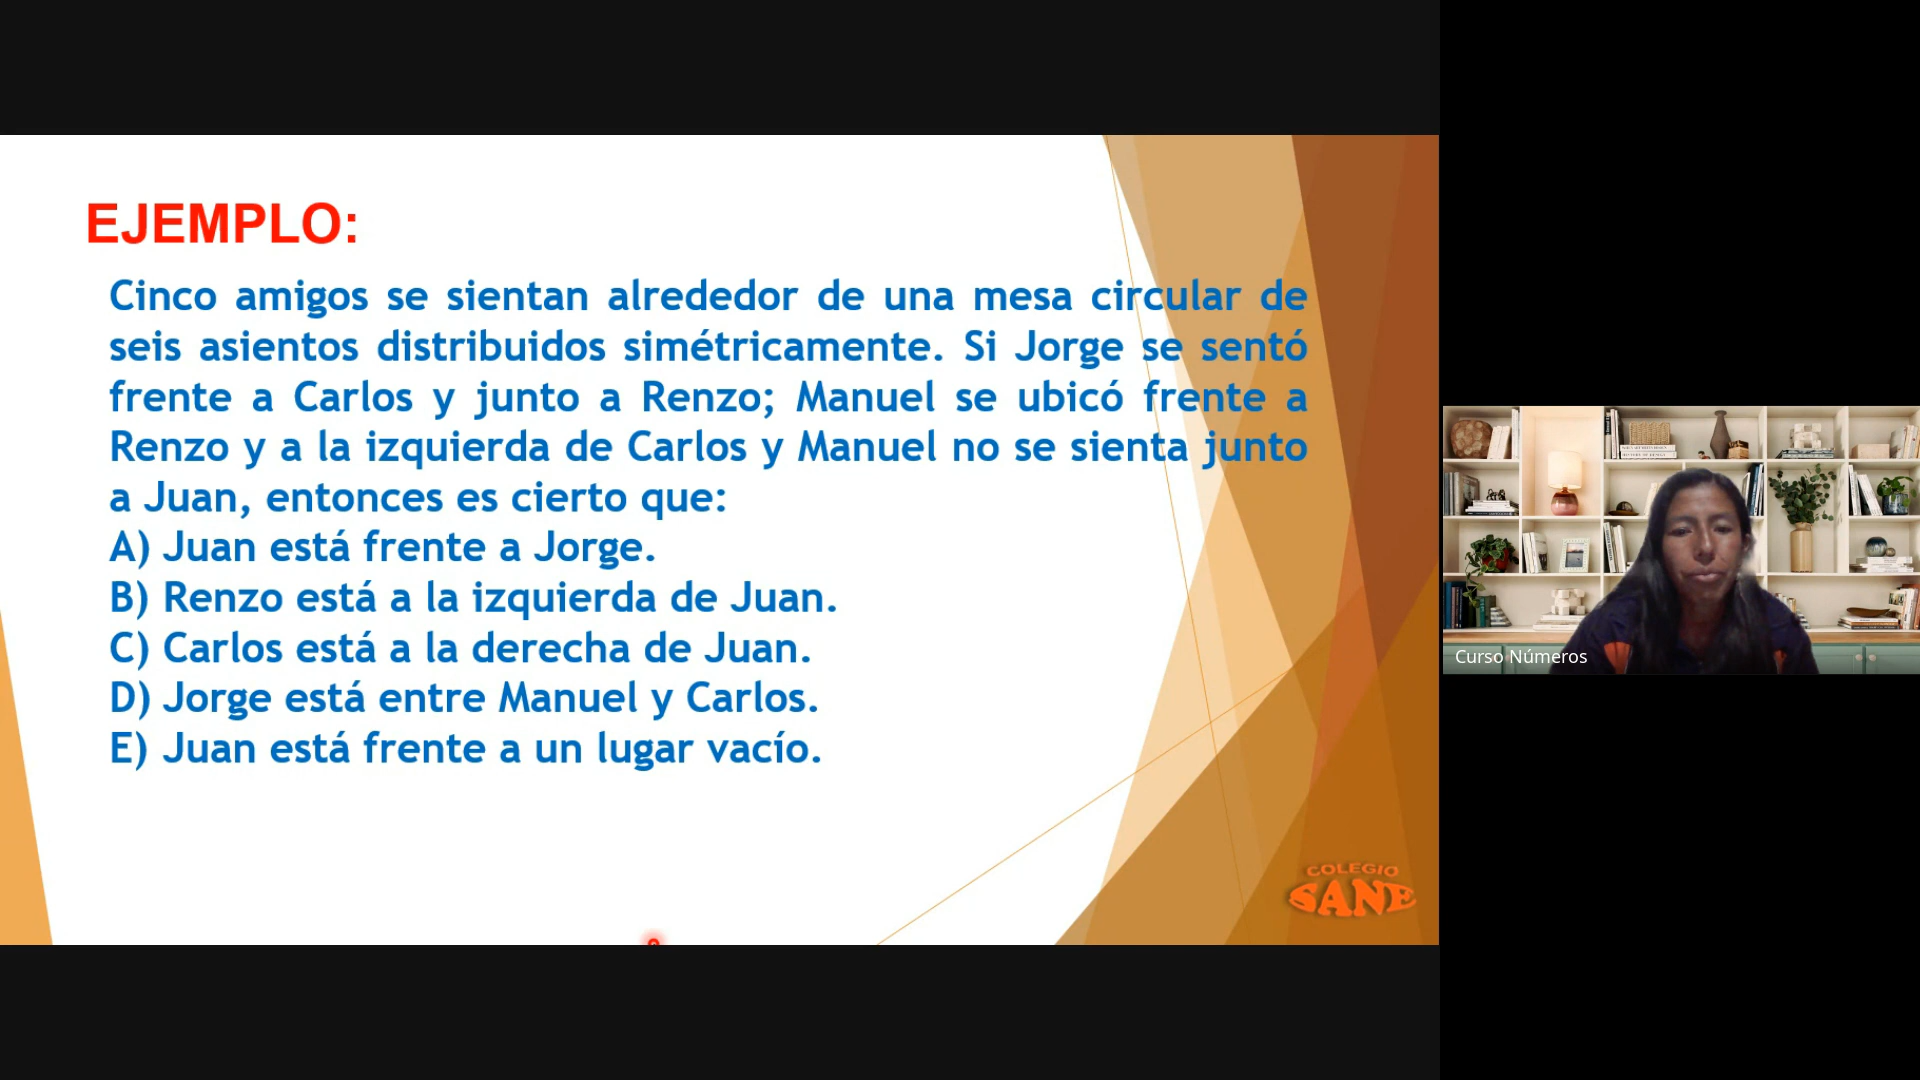 EJEMPLO:
Cinco amigos se sientan alrededor de una mesa circular de
seis asientos distribuidos simétricamente. Si Jorge se sentó
frente a Carlos y junto a Renzo; Manuel se ubicó frente a
Renzo y a la izquierda de Carlos y Manuel no se sienta junto
a Juan, entonces es cierto que:
A) Juan está frente a Jorge.
B) Renzo está a la izquierda de Juan.
C) Carlos está a la derecha de Juan.
D) Jorge está entre Manuel y Carlos.
E) Juan está frente a un lugar vacío.
COLEGIO
SANE
Curso Números